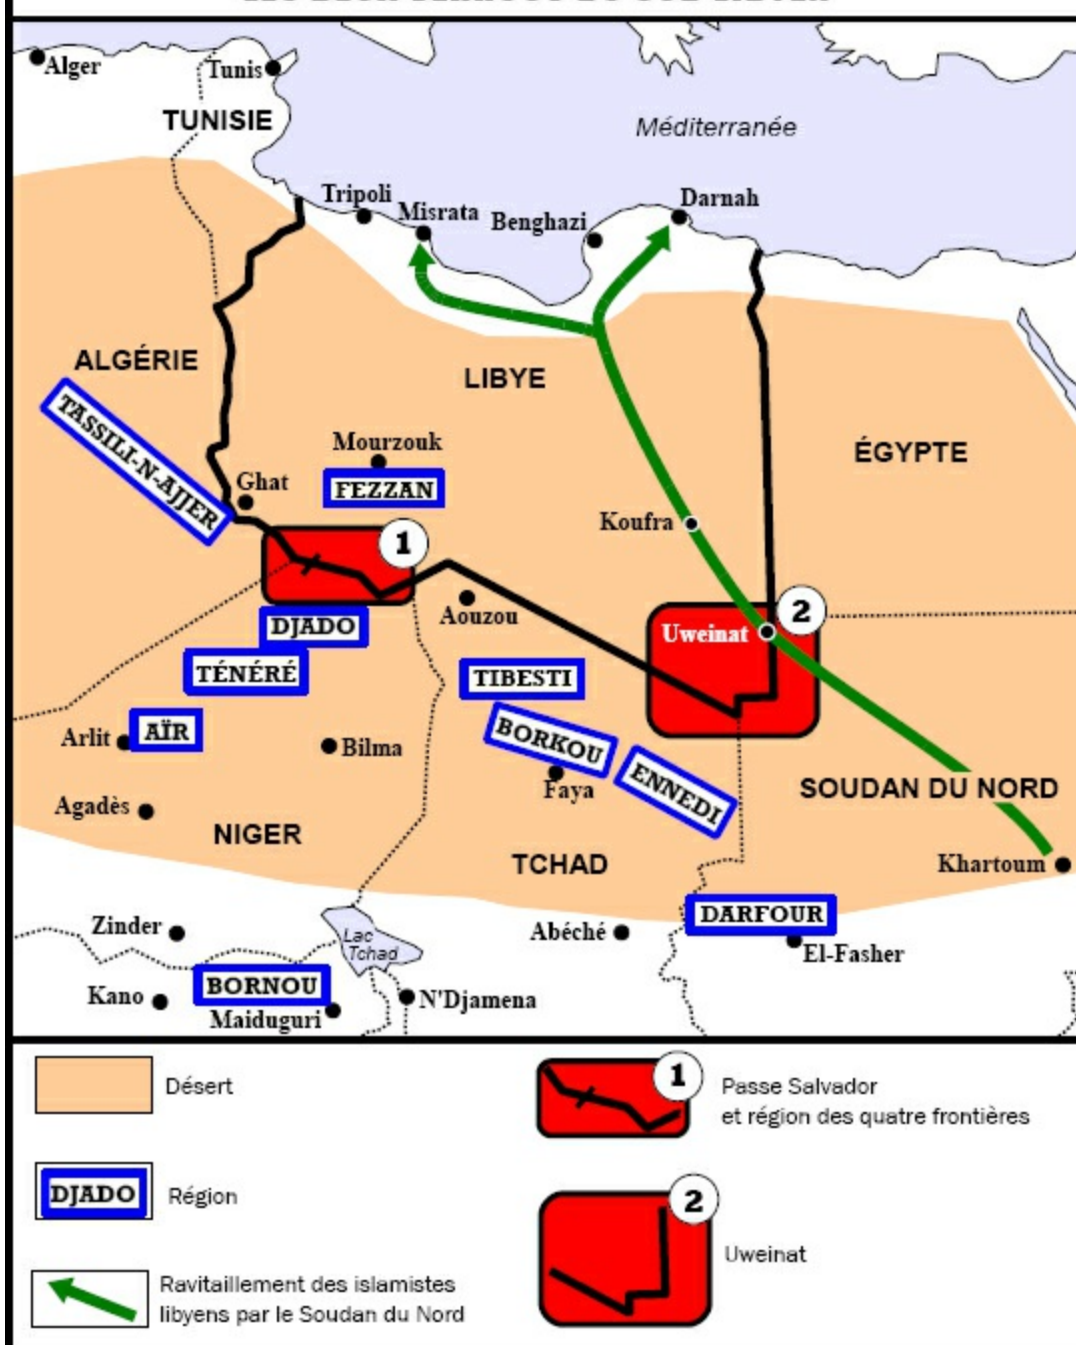 Alger
Tunis
TUNISIE
Méditerranée
Tripoli
Misrata
Benghazi
Darnah
ALGÉRIE
LIBYE
ÉGYPTE
TASSILI-N-AJJER
Mourzouk
FEZZAN
Ghat
Koufra
1
Aouzou
2
Uweinat
DJADO
TÉNÉRÉ
TIBESTI
AÏR
Arlit
Bilma
BORKOU
ENNEDI
Faya
SOUDAN DU NORD
Agadès
NIGER
TCHAD
Khartoum
DARFOUR
Zinder
Lac
Tchad
Abéché
El-Fasher
Kano
BORNOU
N'Djamena
Maiduguri
Désert
1
Passe Salvador
et région des quatre frontières
DJADO
Région
2
Uweinat
Ravitaillement des islamistes
libyens par le Soudan du Nord